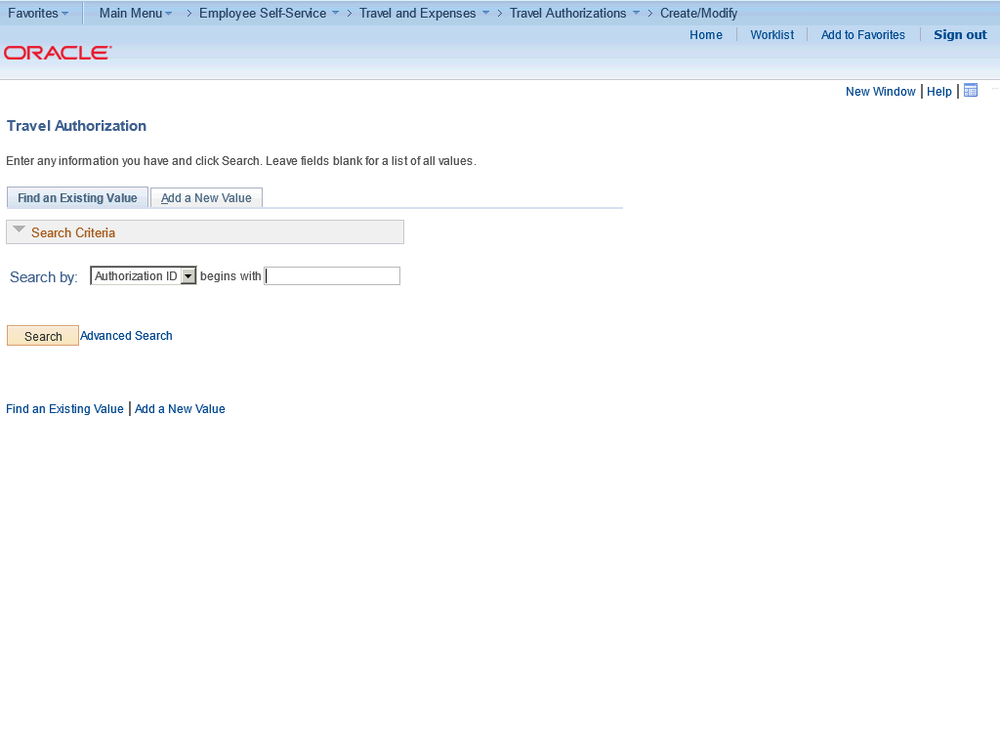 Favorites Main Menu > Employee Self-Service > Travel and Expenses > Travel Authorizations > Create/Modify
Home Worklist Add to Favorites Sign out
ORACLE
New Window | Help |
Travel Authorization
Enter any information you have and click Search. Leave fields blank for a list of all values.
Find an Existing Value Add a New Value
Search Criteria
Search by: Authorization ID begins with
Search Advanced Search
Find an Existing Value | Add a New Value